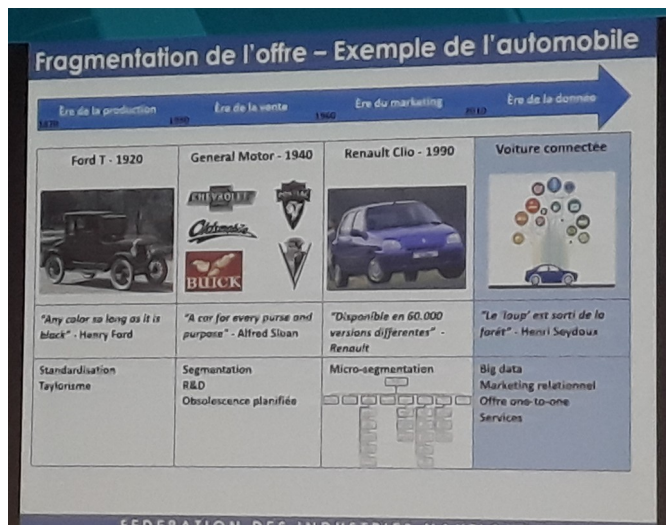 Fragmentation de l'offre – Exemple de l'automobile
Ère de la production
Ère de la vente
Ère du marketing
Ère de la donnée
1960
2010
Ford T - 1920
General Motor - 1940
Renault Clio - 1990
Voiture connectée
CHEVROLET
PONTIAC
Oldsmobile
BUICK
"Any color so long as it is
black" - Henry Ford
"A car for every purse and
purpose" - Alfred Sloan
"Disponible en 60.000
versions différentes" -
Renault
"Le 'loup' est sorti de la
forêt" - Henri Seydoux
Standardisation
Taylorisme
Segmentation
R&D
Obsolescence planifiée
Micro-segmentation
Big data
Marketing relationnel
Offre one-to-one
Services
FEDERATION DES INDUSTRIES